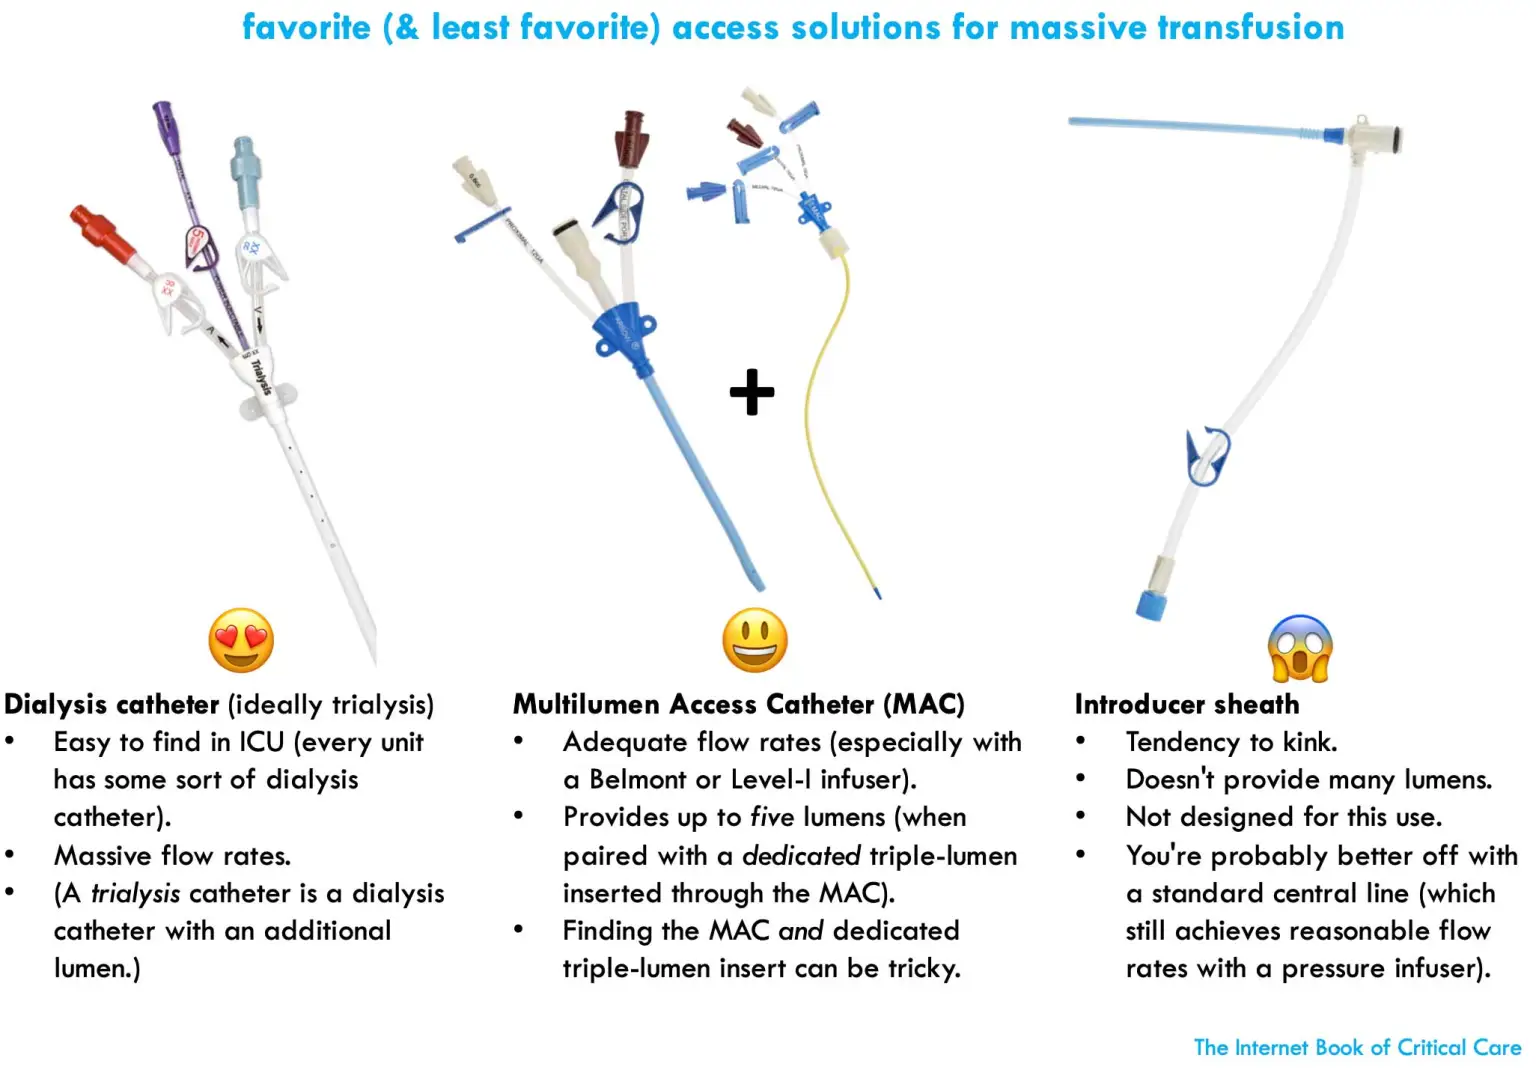 favorite (& least favorite) access solutions for massive transfusion
Trialysis
A
V
5
MAC
Dialysis catheter (ideally trialysis)
• Easy to find in ICU (every unit
has some sort of dialysis
catheter).
• Massive flow rates.
• (A trialysis catheter is a dialysis
catheter with an additional
lumen.)
Multilumen Access Catheter (MAC)
• Adequate flow rates (especially with
a Belmont or Level-I infuser).
• Provides up to five lumens (when
paired with a dedicated triple-lumen
inserted through the MAC).
• Finding the MAC and dedicated
triple-lumen insert can be tricky.
Introducer sheath
• Tendency to kink.
• Doesn't provide many lumens.
• Not designed for this use.
• You're probably better off with
a standard central line (which
still achieves reasonable flow
rates with a pressure infuser).
The Internet Book of Critical Care